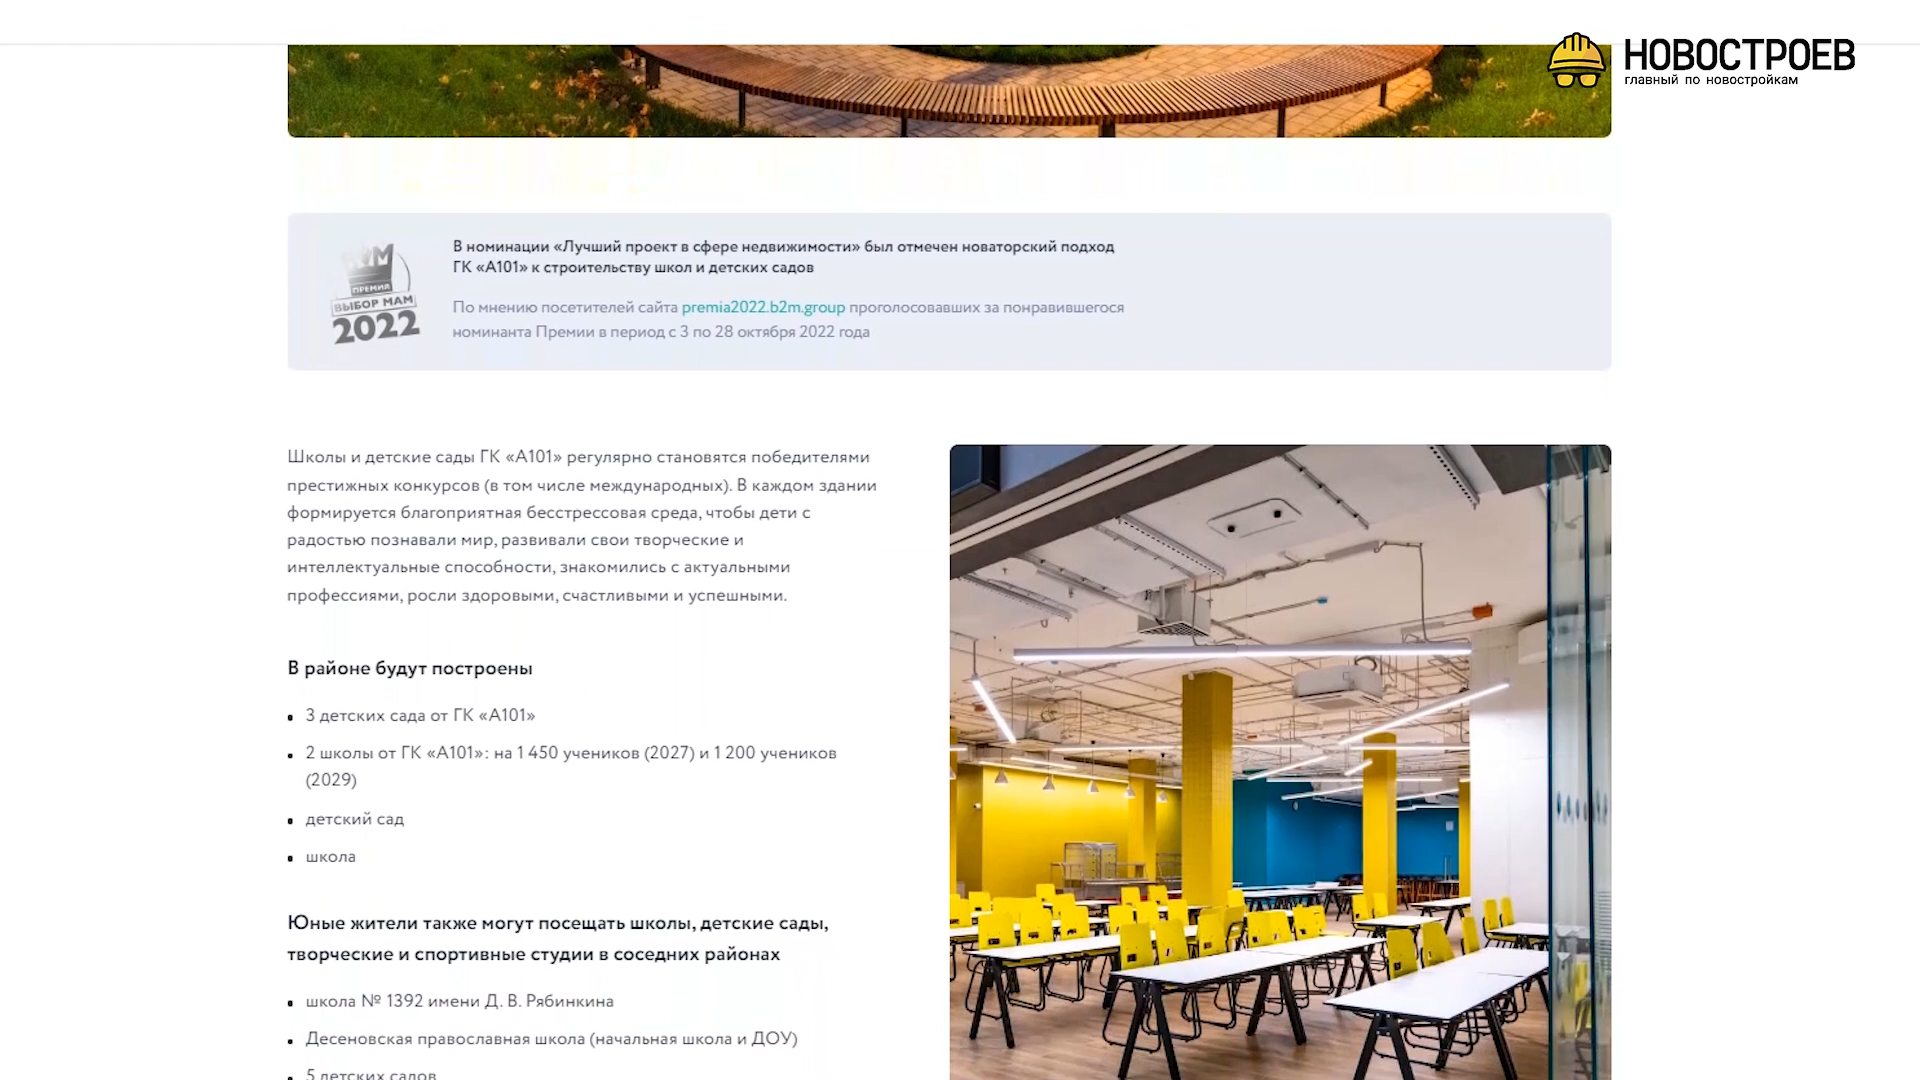 НОВОСТРОЕВ
главный по новостройкам
ПРЕМИЯ
ВЫБОР МАМ
2022
В номинации «Лучший проект в сфере недвижимости» был отмечен новаторский подход
ГК «А101» к строительству школ и детских садов
По мнению посетителей сайта premia2022.b2m.group проголосовавших за понравившегося
номинанта Премии в период с 3 по 28 октября 2022 года
Школы и детские сады ГК «А101» регулярно становятся победителями
престижных конкурсов (в том числе международных). В каждом здании
формируется благоприятная бесстрессовая среда, чтобы дети с
радостью познавали мир, развивали свои творческие и
интеллектуальные способности, знакомились с актуальными
профессиями, росли здоровыми, счастливыми и успешными.
В районе будут построены
3 детских сада от ГК «А101»
2 школы от ГК «А101»: на 1 450 учеников (2027) и 1 200 учеников
(2029)
детский сад
школа
Юные жители также могут посещать школы, детские сады,
творческие и спортивные студии в соседних районах
школа № 1392 имени Д. В. Рябинкина
Десеновская православная школа (начальная школа и ДОУ)
5 детских садов